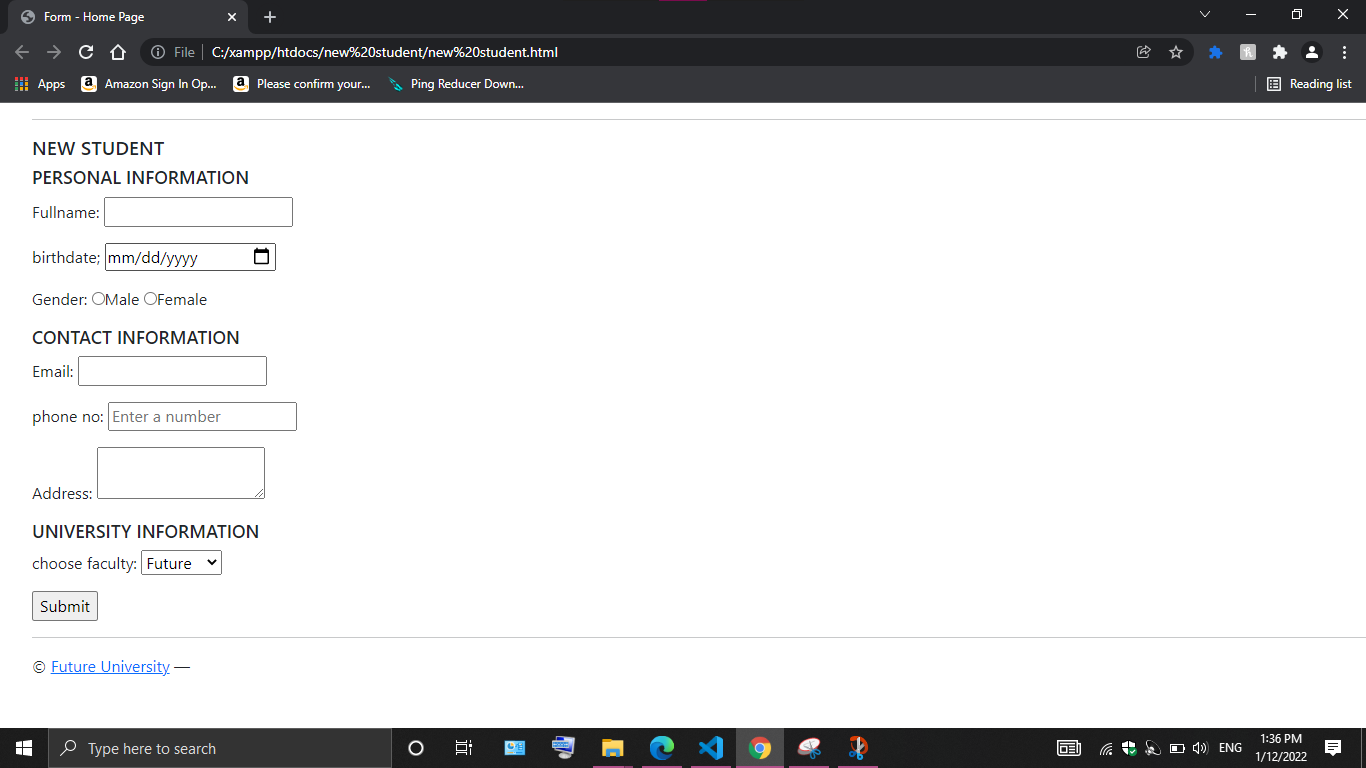 Form - Home Page
File C:/xampp/htdocs/new%20student/new%20student.html
Apps Amazon Sign In Op... Please confirm your... Ping Reducer Down... Reading list
NEW STUDENT
PERSONAL INFORMATION
Fullname:
birthdate; mm/dd/yyyy
Gender: Male Female
CONTACT INFORMATION
Email:
phone no: Enter a number
Address:
UNIVERSITY INFORMATION
choose faculty: Future
Submit
© Future University —
Type here to search ENG 1:36 PM
1/12/2022